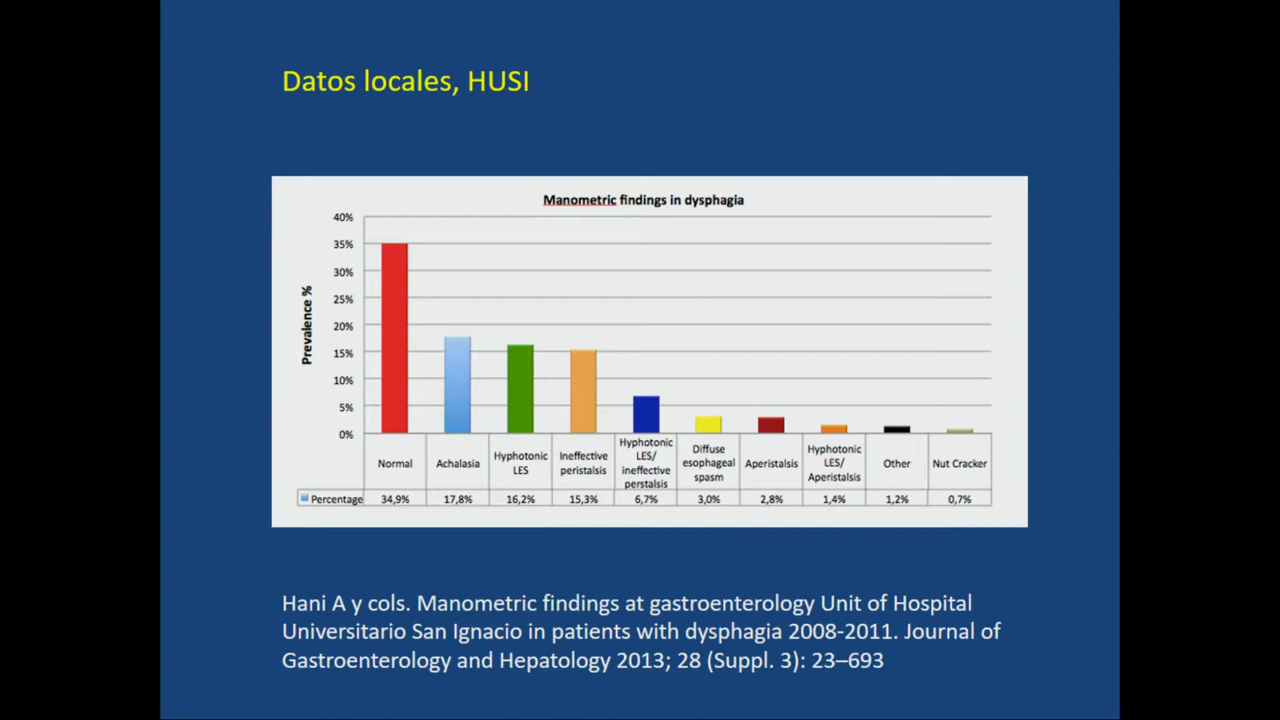 Datos locales, HUSI
Manometric findings in dysphagia
Prevalence %
40%
35%
30%
25%
20%
15%
10%
5%
0%
Normal
Achalasia
Hyphotonic
LES
Ineffective
peristalsis
Hyphotonic
LES/
ineffective
perstalsis
Diffuse
esophageal
spasm
Aperistalsis
Hyphotonic
LES/
Aperistalsis
Other
Nut Cracker
Percentage 34,9% 17,8% 16,2% 15,3% 6,7% 3,0% 2,8% 1,4% 1,2% 0,7%
Hani A y cols. Manometric findings at gastroenterology Unit of Hospital
Universitario San Ignacio in patients with dysphagia 2008-2011. Journal of
Gastroenterology and Hepatology 2013; 28 (Suppl. 3): 23–693